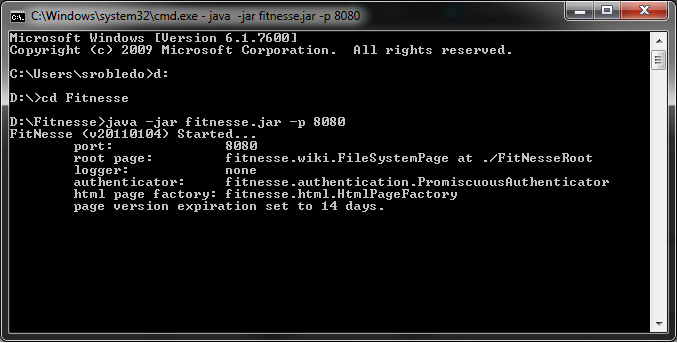 C:\Windows\system32\cmd.exe - java -jar fitnesse.jar -p 8080
Microsoft Windows [Version 6.1.7600]
Copyright (c) 2009 Microsoft Corporation.  All rights reserved.
C:\Users\srobledo>d:
D:\>cd Fitnesse
D:\Fitnesse>java -jar fitnesse.jar -p 8080
FitNesse (v20110104) Started...
        port:              8080
        root page:         fitnesse.wiki.FileSystemPage at ./FitNesseRoot
        logger:            none
        authenticator:     fitnesse.authentication.PromiscuousAuthenticator
        html page factory: fitnesse.html.HtmlPageFactory
        page version expiration set to 14 days.